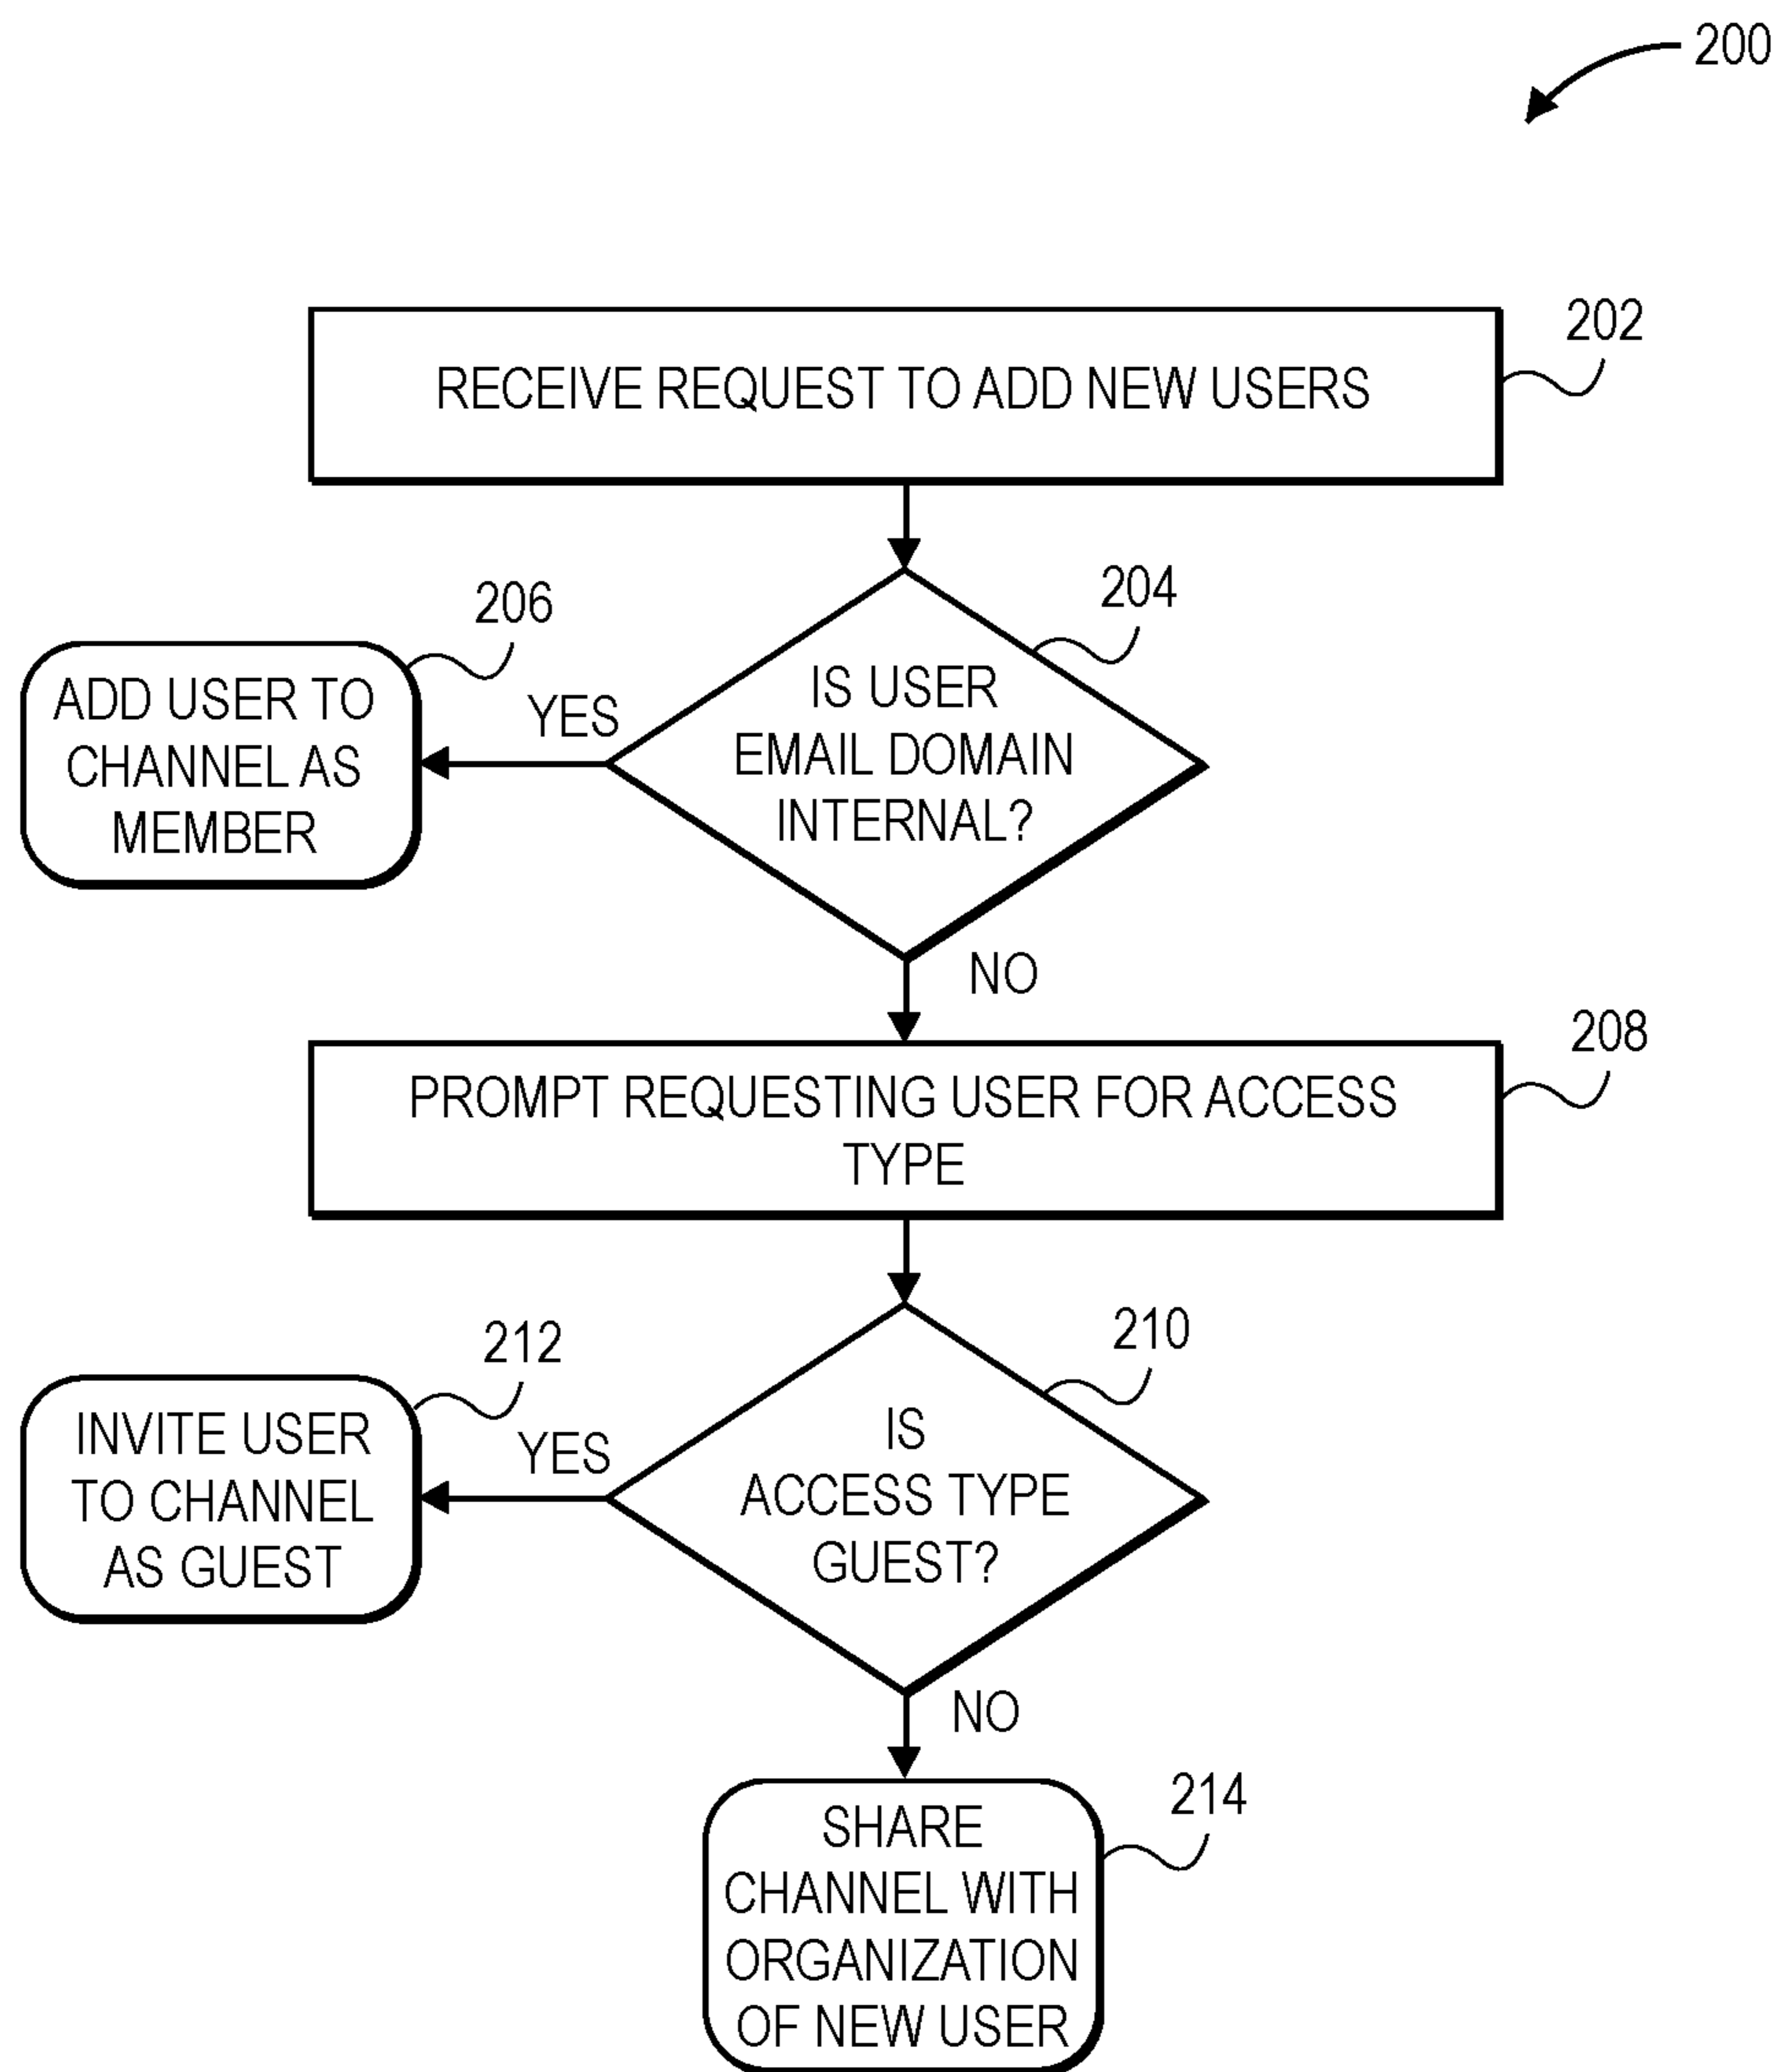 200
RECEIVE REQUEST TO ADD NEW USERS
202
204
IS USER
EMAIL DOMAIN
INTERNAL?
YES
206
ADD USER TO
CHANNEL AS
MEMBER
NO
208
PROMPT REQUESTING USER FOR ACCESS
TYPE
210
IS
ACCESS TYPE
GUEST?
YES
212
INVITE USER
TO CHANNEL
AS GUEST
NO
214
SHARE
CHANNEL WITH
ORGANIZATION
OF NEW USER